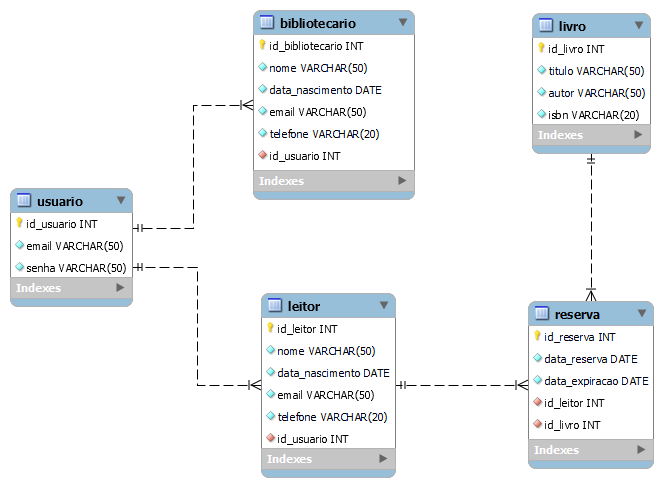 bibliotecario
id_bibliotecario INT
nome VARCHAR(50)
data_nascimento DATE
email VARCHAR(50)
telefone VARCHAR(20)
id_usuario INT
Indexes
livro
id_livro INT
titulo VARCHAR(50)
autor VARCHAR(50)
isbn VARCHAR(20)
Indexes
usuario
id_usuario INT
email VARCHAR(50)
senha VARCHAR(50)
Indexes
leitor
id_leitor INT
nome VARCHAR(50)
data_nascimento DATE
email VARCHAR(50)
telefone VARCHAR(20)
id_usuario INT
Indexes
reserva
id_reserva INT
data_reserva DATE
data_expiracao DATE
id_leitor INT
id_livro INT
Indexes